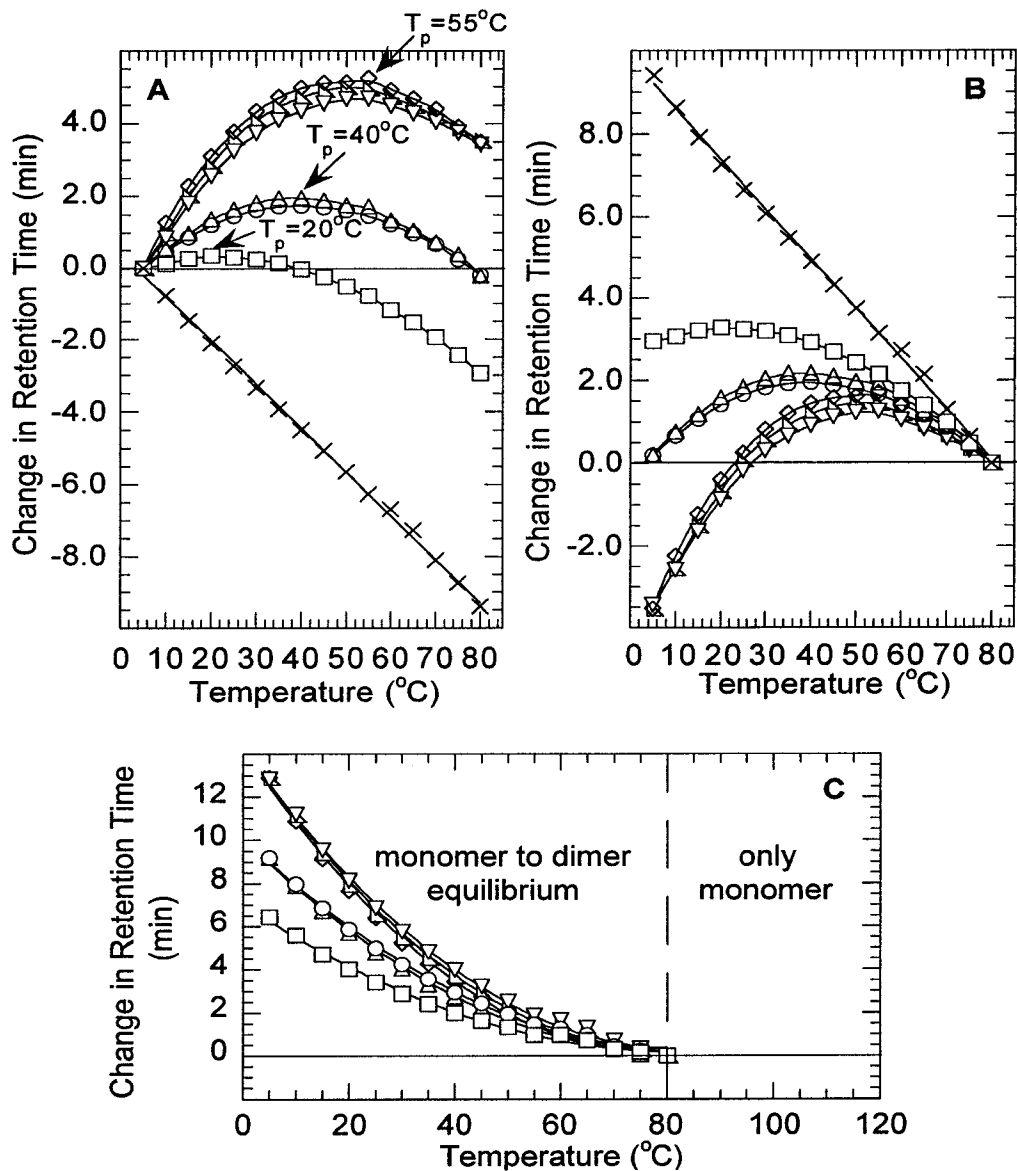 T_p=55°C
A
B
T_p=40°C
T_p=20°C
4.0
2.0
0.0
-2.0
-4.0
-6.0
-8.0
Change in Retention Time (min)
0 10 20 30 40 50 60 70 80
Temperature (°C)
8.0
6.0
4.0
2.0
0.0
-2.0
Change in Retention Time (min)
0 10 20 30 40 50 60 70 80
Temperature (°C)
C
12
10
8
6
4
2
0
Change in Retention Time
(min)
monomer to dimer
equilibrium
only
monomer
0 20 40 60 80 100 120
Temperature (°C)